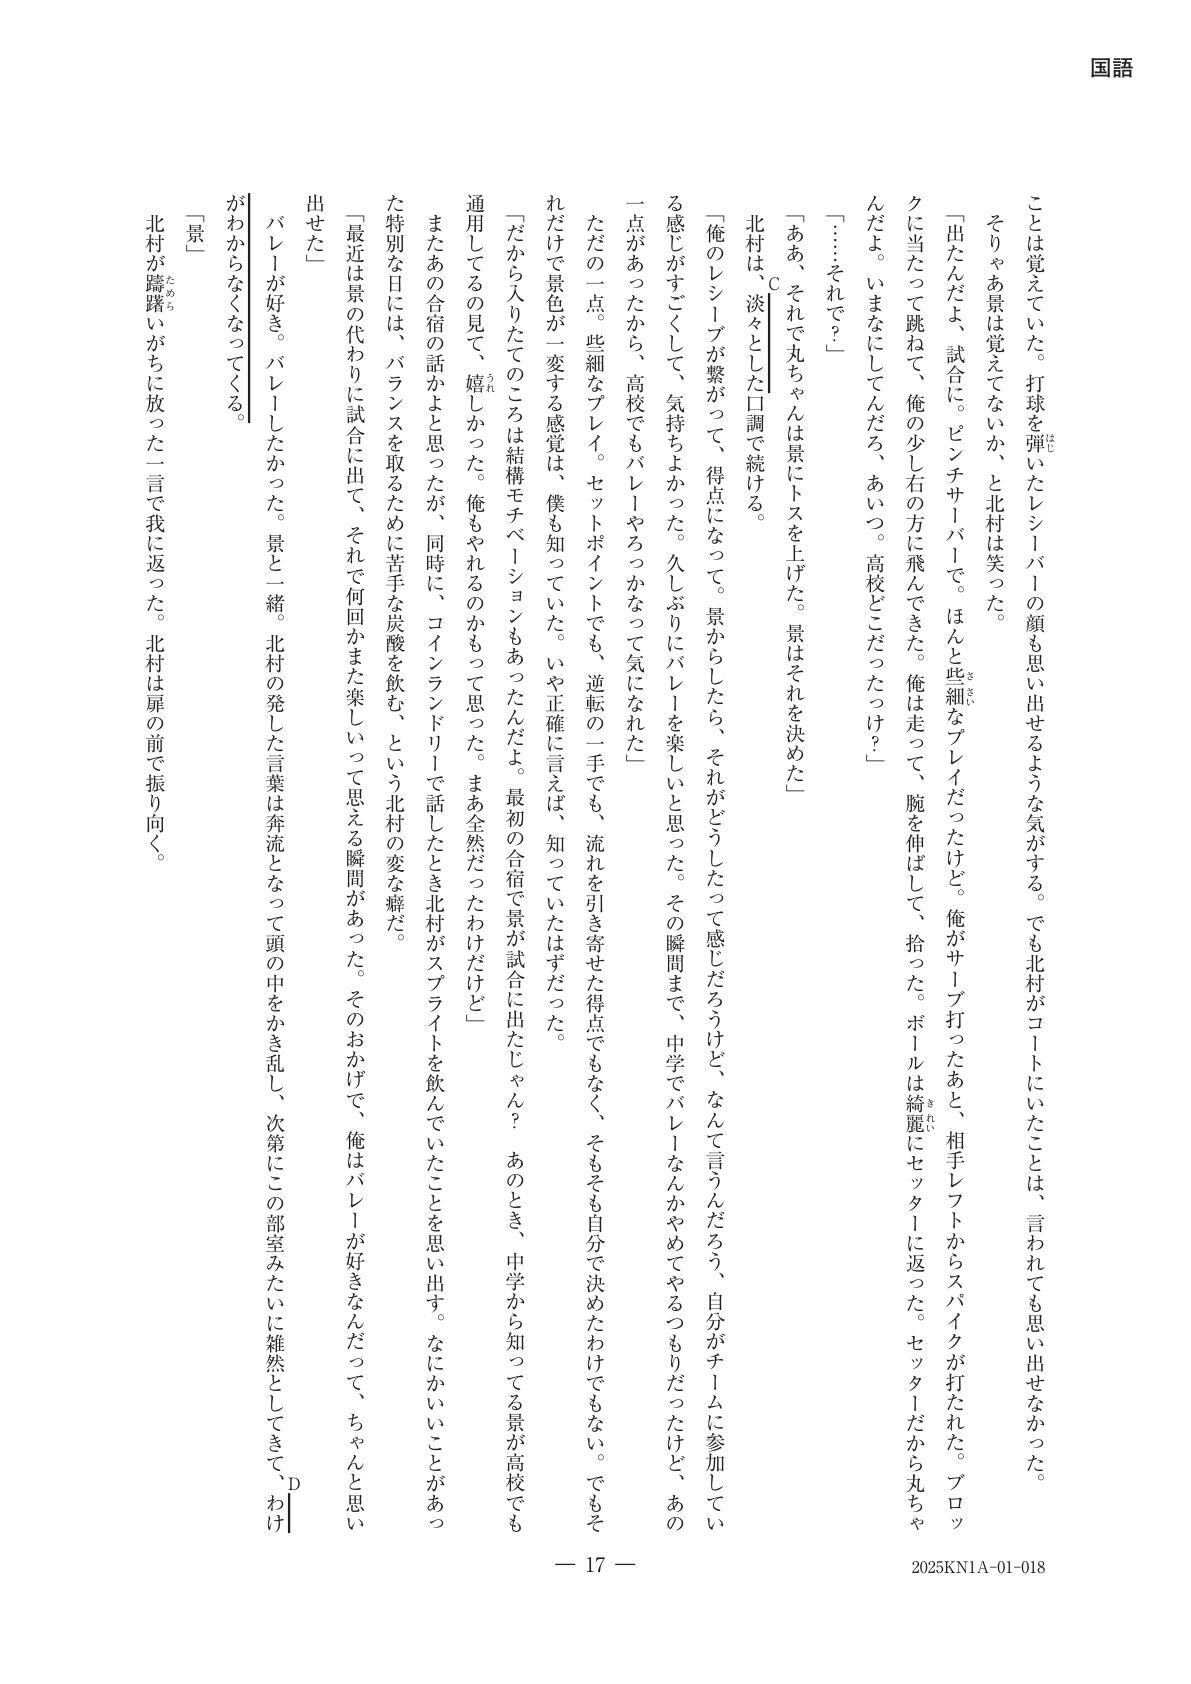 国語
ことは覚えていた。打球を弾いたレシーバーの顔も思い出せるような気がする。でも北村がコートにいたことは、言われても思い出せなかった。
はじ
そりゃあ景は覚えてないか、と北村は笑った。
「出たんだよ、試合に。ピンチサーバーで。ほんと些細なプレイだったけど。俺がサーブ打ったあと、相手レフトからスパイクが打たれた。ブロッ
ささい
クに当たって跳ねて、俺の少し右の方に飛んできた。俺は走って、腕を伸ばして、拾った。ボールは綺麗にセッターに返った。セッターだから丸ちゃ
きれい
んだよ。いまなにしてんだろ、あいつ。高校どこだったっけ?」
「……それで?」
「ああ、それで丸ちゃんは景にトスを上げた。景はそれを決めた」
C
北村は、淡々とした口調で続ける。
「俺のレシーブが繋がって、得点になって。景からしたら、それがどうしたって感じだろうけど、なんて言うんだろう、自分がチームに参加してい
る感じがすごくして、気持ちよかった。久しぶりにバレーを楽しいと思った。その瞬間まで、中学でバレーなんかやめてやるつもりだったけど、あの
一点があったから、高校でもバレーやろっかなって気になれた」
ただの一点。些細なプレイ。セットポイントでも、逆転の一手でも、流れを引き寄せた得点でもなく、そもそも自分で決めたわけでもない。でもそ
れだけで景色が一変する感覚は、僕も知っていた。いや正確に言えば、知っていたはずだった。
「だから入りたてのころは結構モチベーションもあったんだよ。最初の合宿で景が試合に出たじゃん? あのとき、中学から知ってる景が高校でも
通用してるの見て、嬉しかった。俺もやれるのかもって思った。まあ全然だったわけだけど」
うれ
またあの合宿の話かよと思ったが、同時に、コインランドリーで話したとき北村がスプライトを飲んでいたことを思い出す。なにかいいことがあっ
た特別な日には、バランスを取るために苦手な炭酸を飲む、という北村の変な癖だ。
「最近は景の代わりに試合に出て、それで何回かまた楽しいって思える瞬間があった。そのおかげで、俺はバレーが好きなんだって、ちゃんと思い
出せた」
D
バレーが好き。バレーしたかった。景と一緒。北村の発した言葉は奔流となって頭の中をかき乱し、次第にこの部室みたいに雑然としてきて、わけ
がわからなくなってくる。
「景」
北村が躊躇いがちに放った一言で我に返った。北村は扉の前で振り向く。
ためら
— 17 —
2025KN1A-01-018